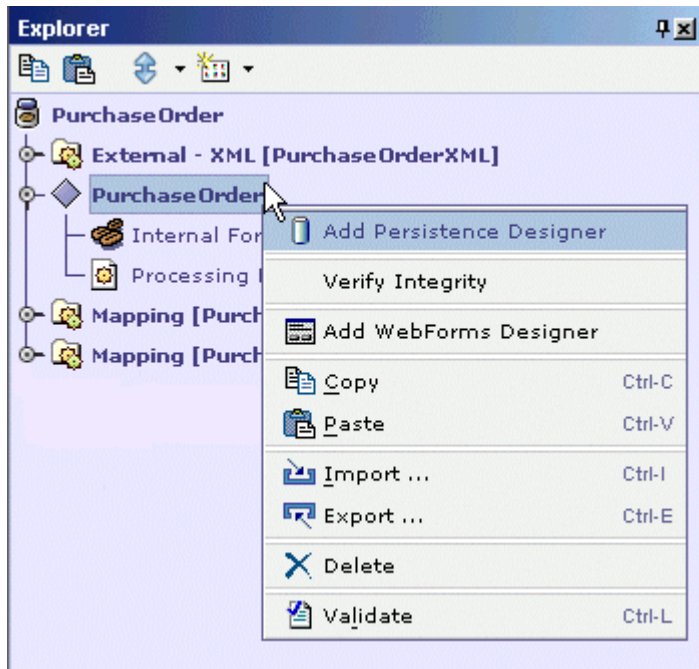 Explorer
PurchaseOrder
External - XML [PurchaseOrderXML]
PurchaseOrder
Internal For
Add Persistence Designer
Processing
Verify Integrity
Mapping [Purch
Add WebForms Designer
Mapping [Purch
Copy Ctrl-C
Paste Ctrl-V
Import ... Ctrl-I
Export ... Ctrl-E
Delete
Validate Ctrl-L